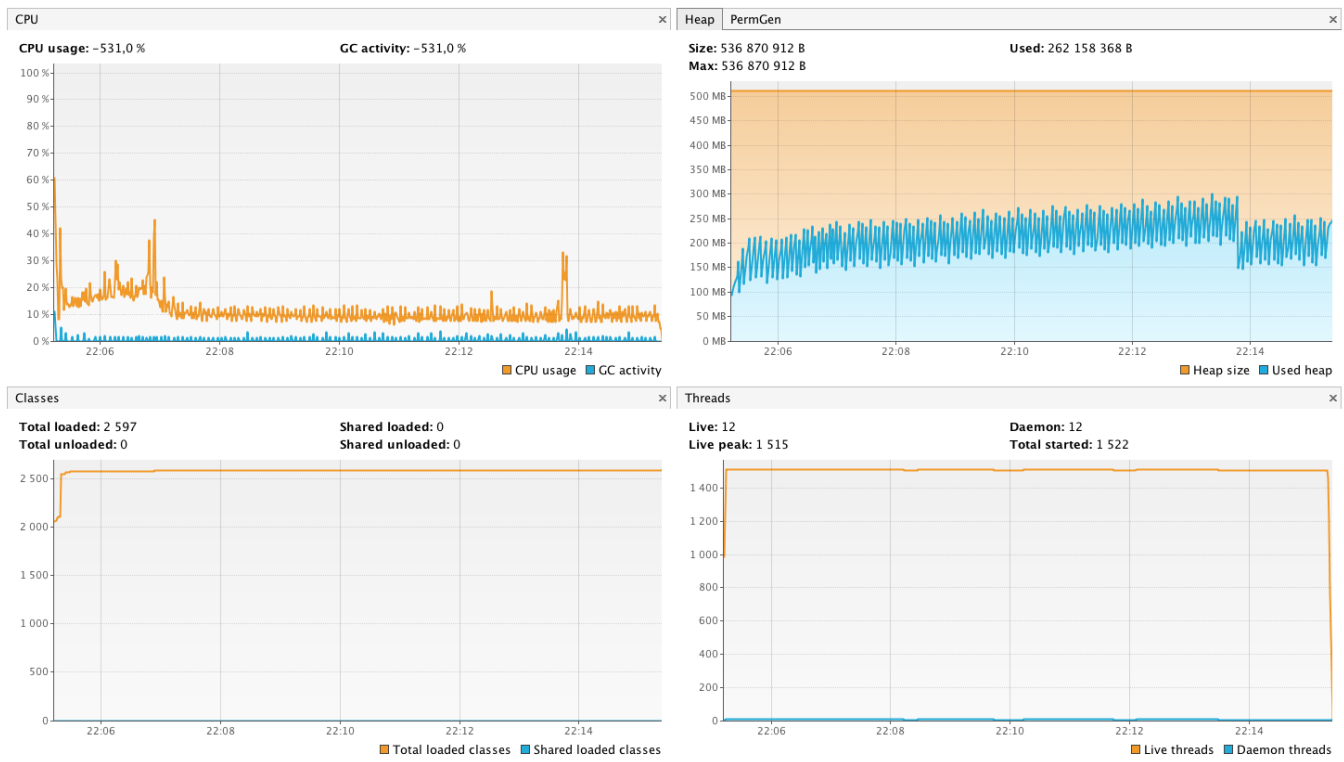 CPU ×
CPU usage: −531,0 % GC activity: −531,0 %
100 %
90 %
80 %
70 %
60 %
50 %
40 %
30 %
20 %
10 %
0 %
22:06 22:08 22:10 22:12 22:14
CPU usage GC activity
Heap PermGen ×
Size: 536 870 912 B Used: 262 158 368 B
Max: 536 870 912 B
500 MB
450 MB
400 MB
350 MB
300 MB
250 MB
200 MB
150 MB
100 MB
50 MB
0 MB
22:06 22:08 22:10 22:12 22:14
Heap size Used heap
Classes ×
Total loaded: 2 597 Shared loaded: 0
Total unloaded: 0 Shared unloaded: 0
2 500
2 000
1 500
1 000
500
0
22:06 22:08 22:10 22:12 22:14
Total loaded classes Shared loaded classes
Threads ×
Live: 12 Daemon: 12
Live peak: 1 515 Total started: 1 522
1 400
1 200
1 000
800
600
400
200
0
22:06 22:08 22:10 22:12 22:14
Live threads Daemon threads